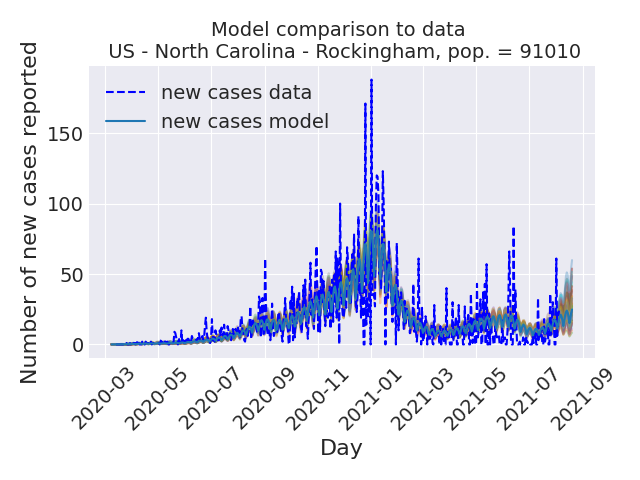 Model comparison to data
US - North Carolina - Rockingham, pop. = 91010
Number of new cases reported
new cases data
new cases model
150
100
50
0
2020-03
2020-05
2020-07
2020-09
2020-11
2021-01
2021-03
2021-05
2021-07
2021-09
Day